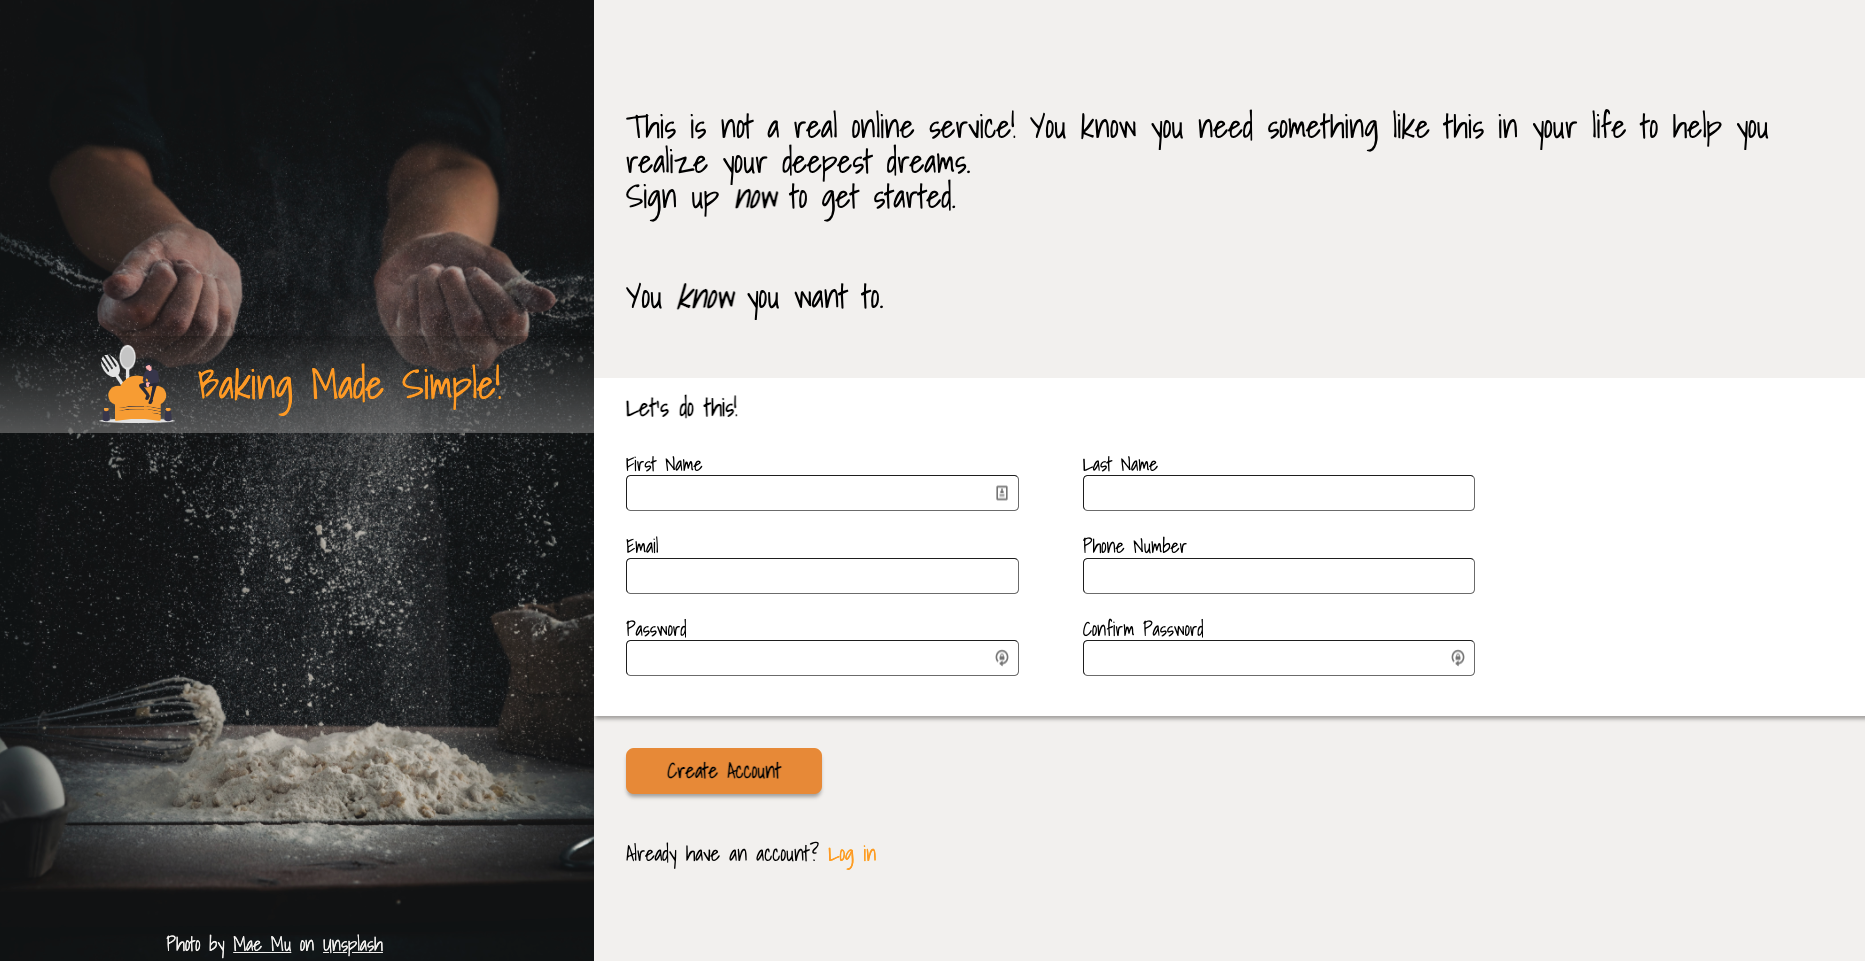 Baking Made Simple!
Photo by Mae Mu on Unsplash
This is not a real online service! You know you need something like this in your life to help you
realize your deepest dreams.
Sign up now to get started.
You know you want to.
Let's do this!
First Name
Last Name
Email
Phone Number
Password
Confirm Password
Create Account
Already have an account? Log in